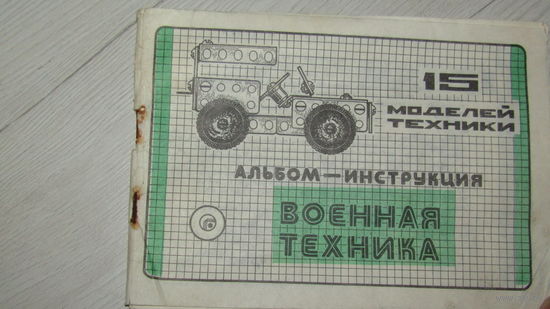 15
МОДЕЛЕЙ
ТЕХНИКИ
АЛЬБОМ—ИНСТРУКЦИЯ
ВОЕННАЯ
ТЕХНИКА